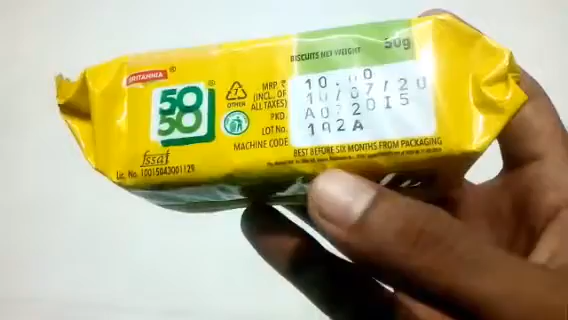 BRITANNIA
50
50
OTHER
fssai
Lic. No. 10015043001129
BISCUITS NET WEIGHT 50g
MRP ₹
(INCL. OF
ALL TAXES)
PKD.
LOT No.
MACHINE CODE
10.00
10/07/20
A072015
192A
BEST BEFORE SIX MONTHS FROM PACKAGING